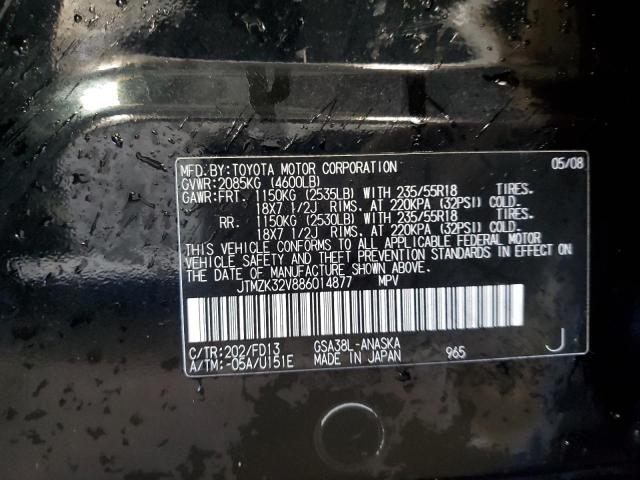 MFD.BY:TOYOTA MOTOR CORPORATION 05/08
GVWR:2085KG (4600LB)
GAWR:FRT. 1150KG (2535LB) WITH 235/55R18 TIRES.
18X7 1/2J RIMS. AT 220KPA (32PSI) COLD.
RR. 1150KG (2530LB) WITH 235/55R18 TIRES.
18X7 1/2J RIMS. AT 220KPA (32PSI) COLD.
THIS VEHICLE CONFORMS TO ALL APPLICABLE FEDERAL MOTOR
VEHICLE SAFETY AND THEFT PREVENTION STANDARDS IN EFFECT ON
THE DATE OF MANUFACTURE SHOWN ABOVE.
JTMZK32V886014877 MPV
C/TR:202/FD13 GSA38L-ANASKA J
A/TM:-05A/U151E MADE IN JAPAN 965